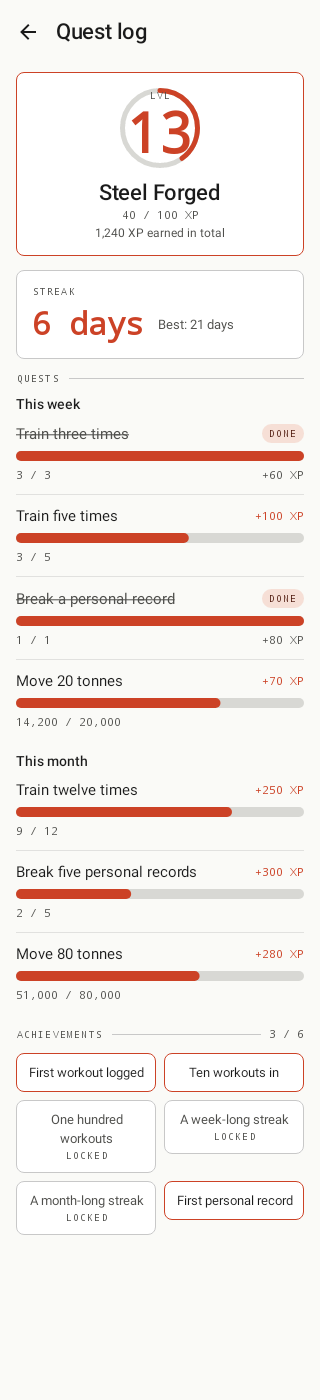 Quest log
LVL
13
Steel Forged
40 / 100 XP
1,240 XP earned in total
STREAK
6 days Best: 21 days
QUESTS
This week
Train three times DONE
3 / 3 +60 XP
Train five times +100 XP
3 / 5
Break a personal record DONE
1 / 1 +80 XP
Move 20 tonnes +70 XP
14,200 / 20,000
This month
Train twelve times +250 XP
9 / 12
Break five personal records +300 XP
2 / 5
Move 80 tonnes +280 XP
51,000 / 80,000
ACHIEVEMENTS 3 / 6
First workout logged
Ten workouts in
One hundred
workouts
LOCKED
A week-long streak
LOCKED
A month-long streak
LOCKED
First personal record